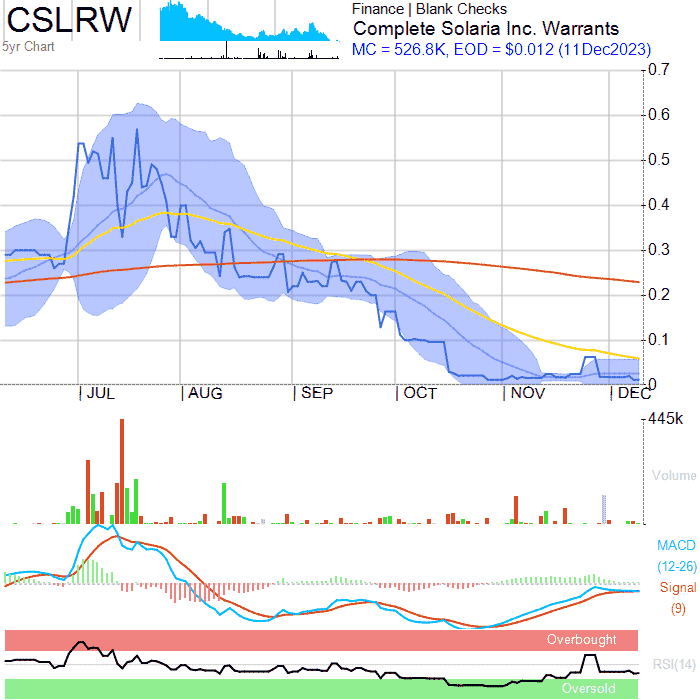 CSLRW
5yr Chart
Finance | Blank Checks
Complete Solaria Inc. Warrants
MC = 526.8K, EOD = $0.012 (11Dec2023)
0.7
0.6
0.5
0.4
0.3
0.2
0.1
0
JUL AUG SEP OCT NOV DEC
445k
Volume
MACD
(12-26)
Signal
(9)
Overbought
RSI(14)
Oversold